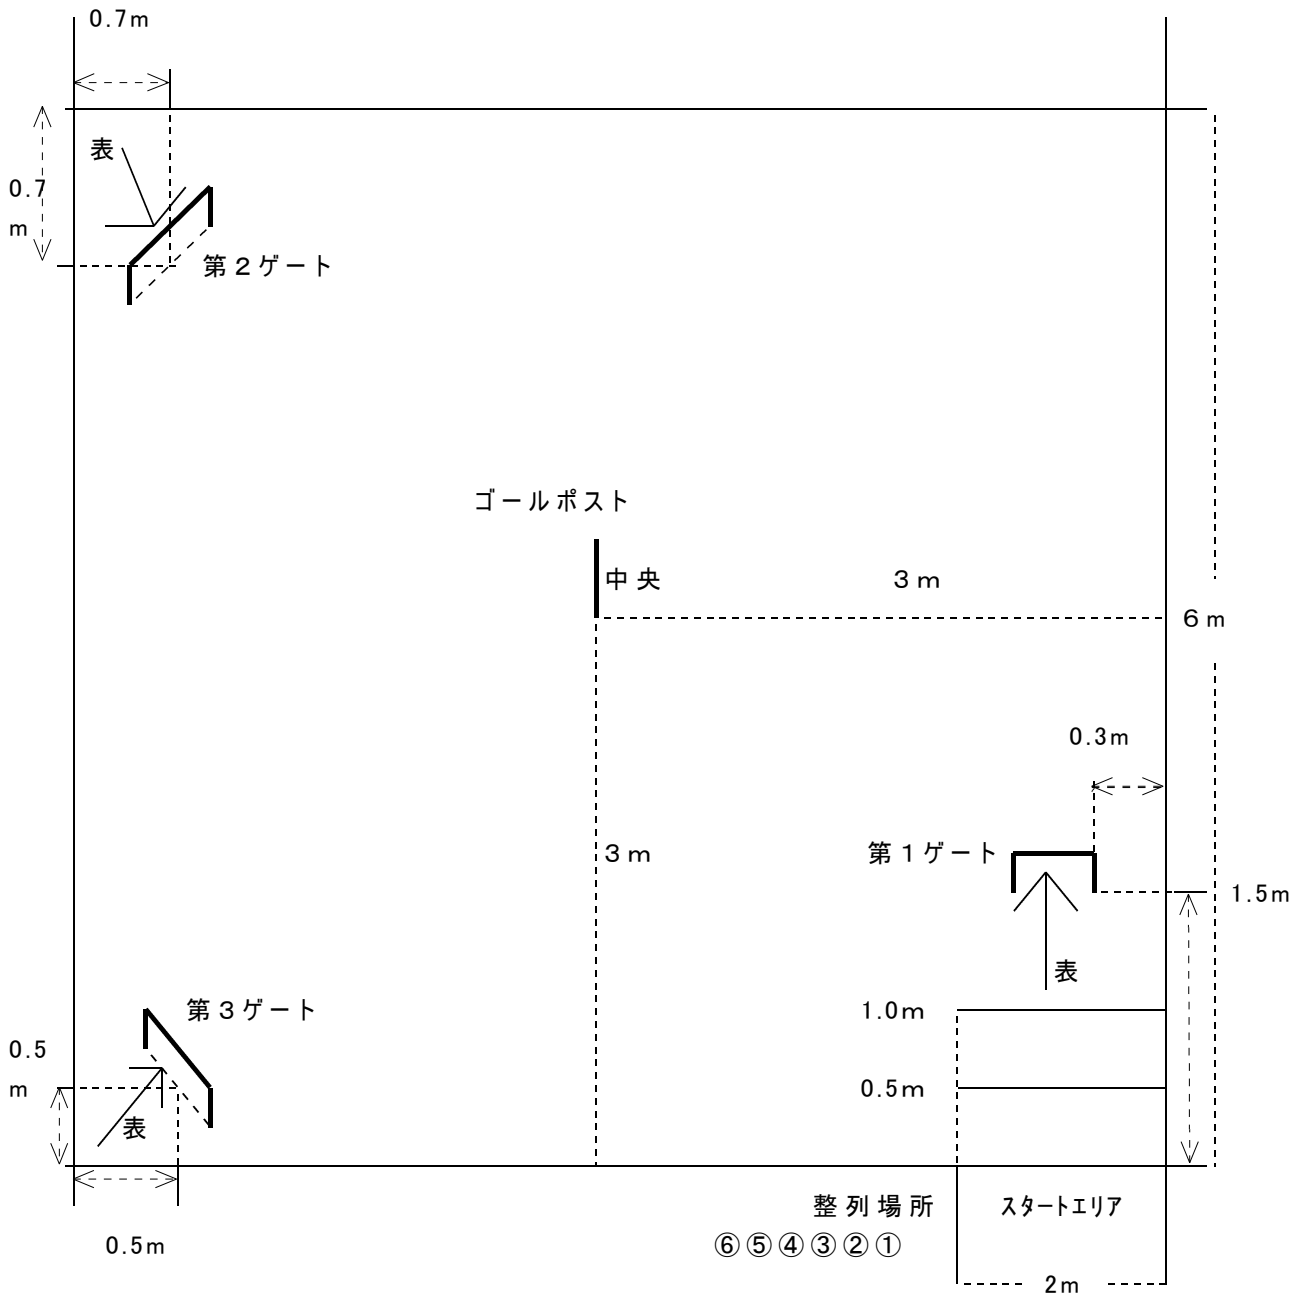 0.7m
表
0.7
m
第２ゲート
ゴールポスト
中央
３ｍ
６ｍ
0.3m
第１ゲート
３ｍ
1.5m
表
第３ゲート
1.0m
0.5
m
0.5m
表
整列場所
スタートエリア
⑥⑤④③②①
0.5m
2m